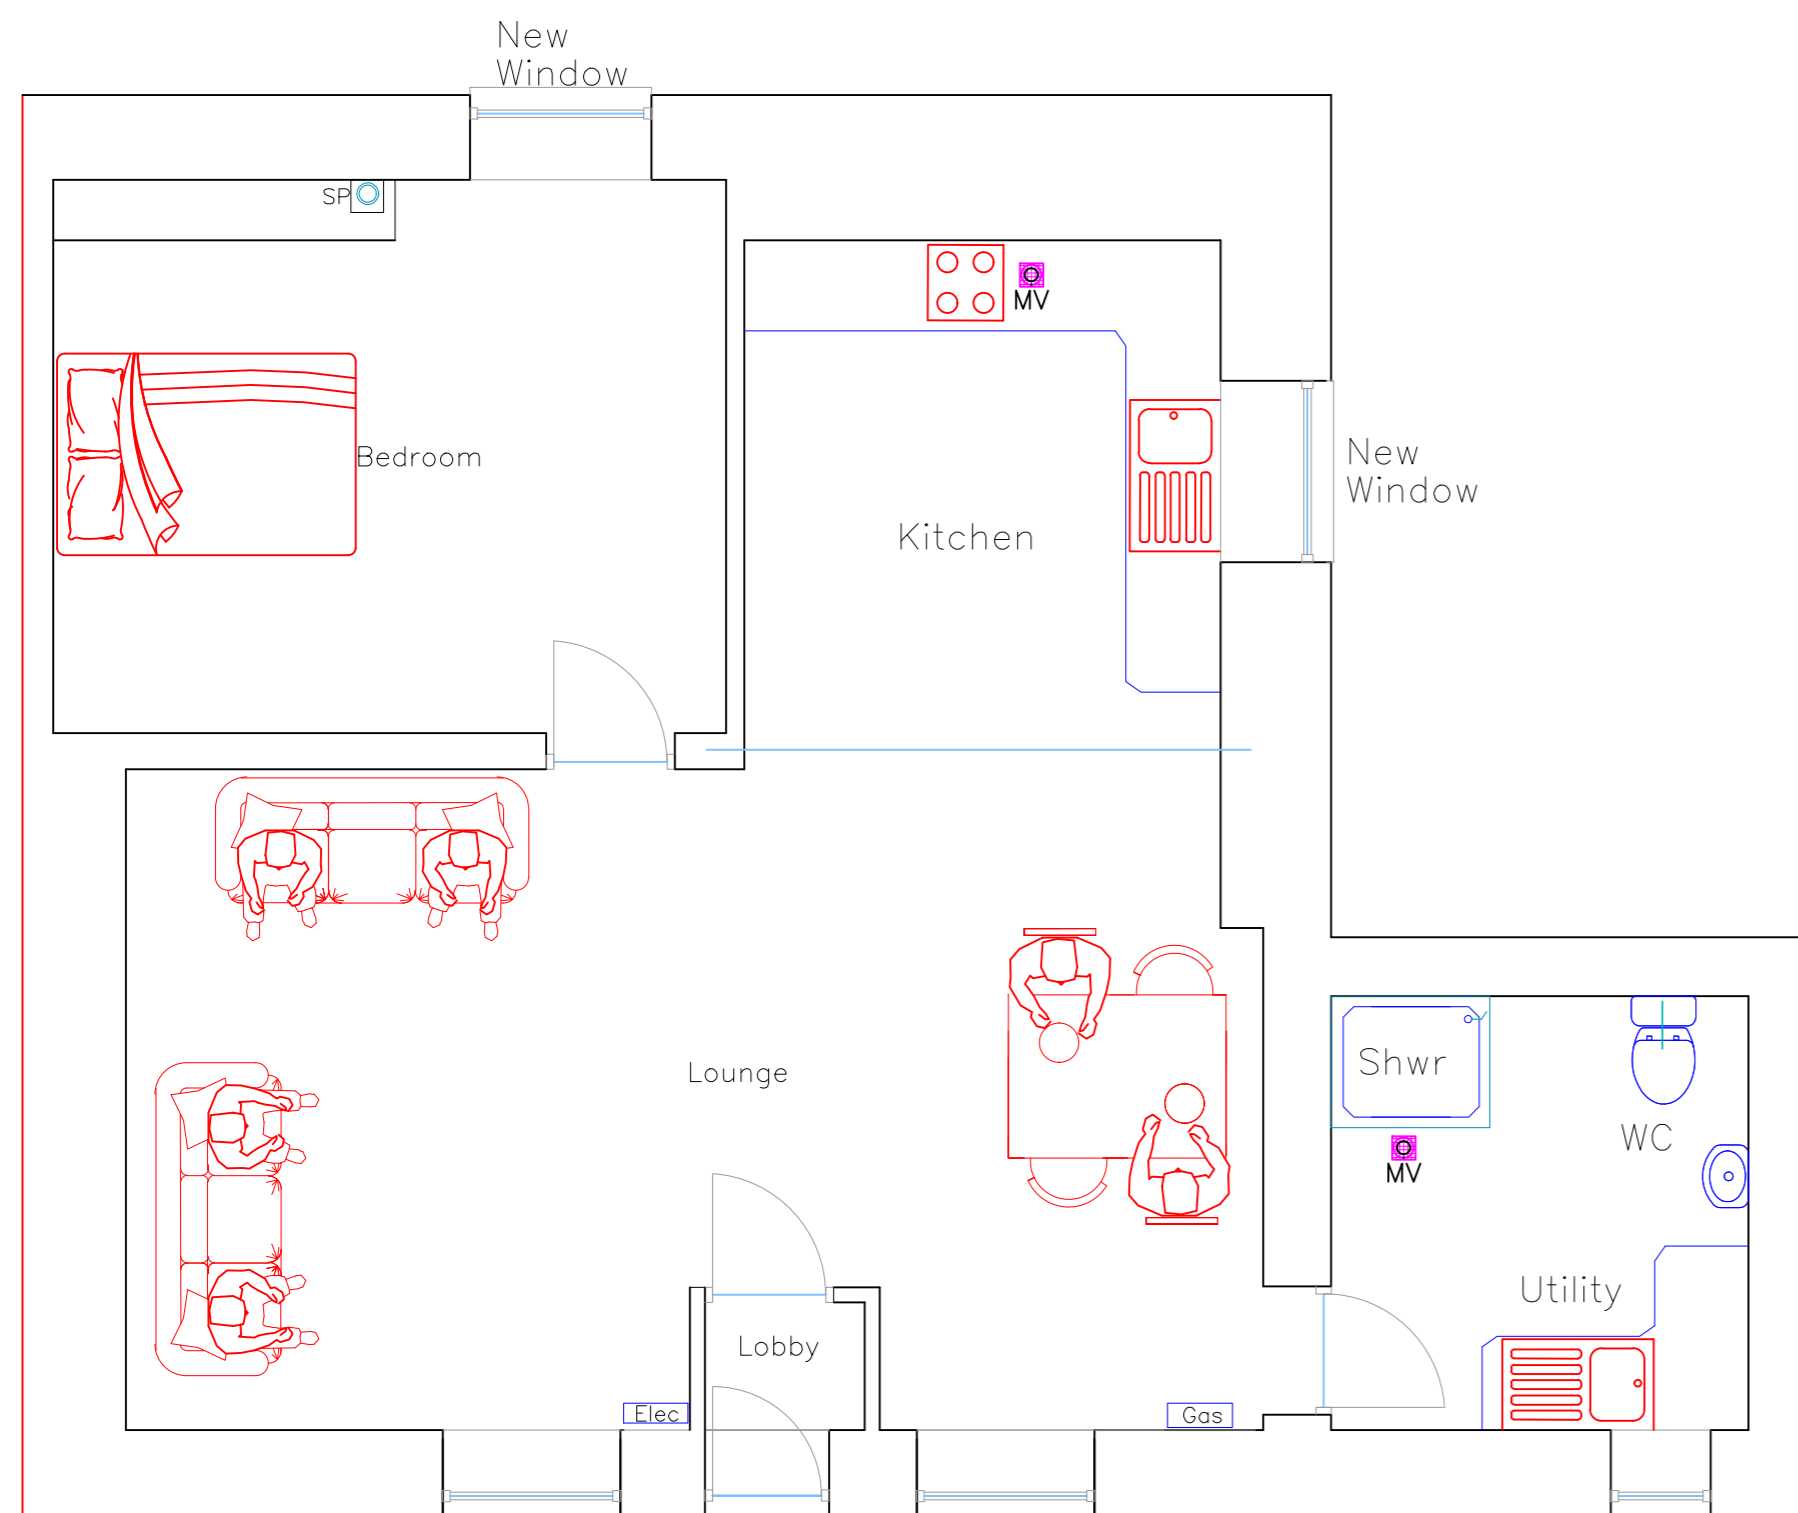 New
Window
SP
MV
Bedroom
New
Window
Kitchen
Lounge
Shwr
WC
MV
Utility
Lobby
Elec
Gas